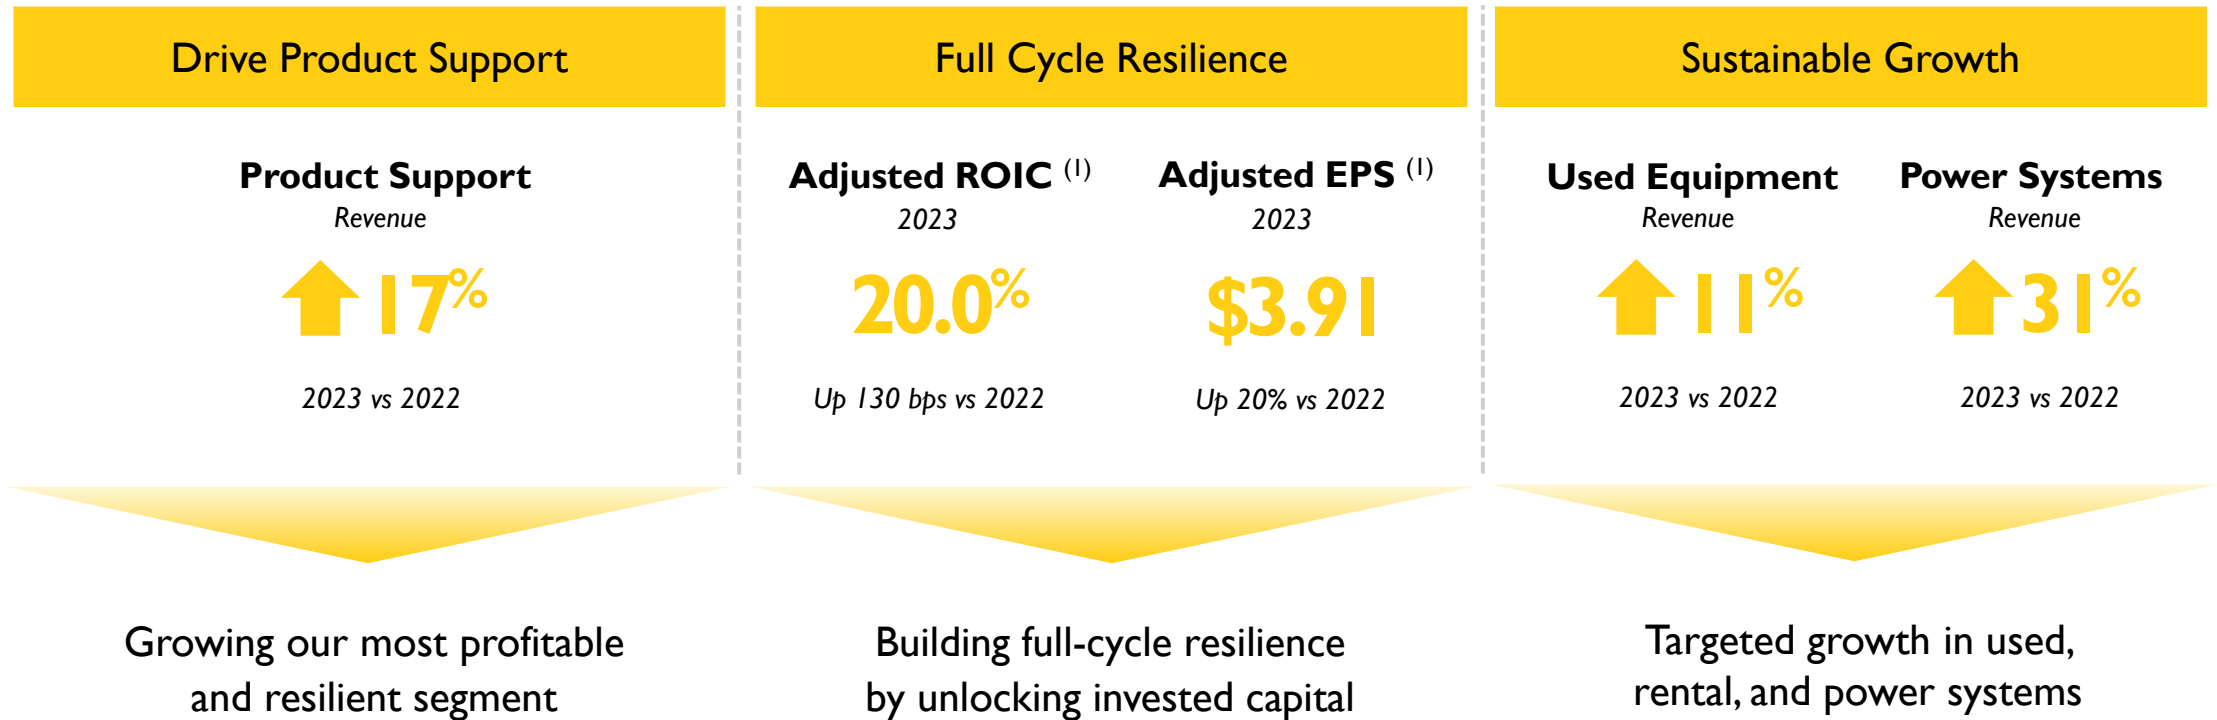 Drive Product Support
Product Support
Revenue
17%
2023 vs 2022
Growing our most profitable
and resilient segment
Full Cycle Resilience
Adjusted ROIC (1)
2023
20.0%
Up 130 bps vs 2022
Adjusted EPS (1)
2023
$3.91
Up 20% vs 2022
Building full-cycle resilience
by unlocking invested capital
Sustainable Growth
Used Equipment
Revenue
11%
2023 vs 2022
Power Systems
Revenue
31%
2023 vs 2022
Targeted growth in used,
rental, and power systems